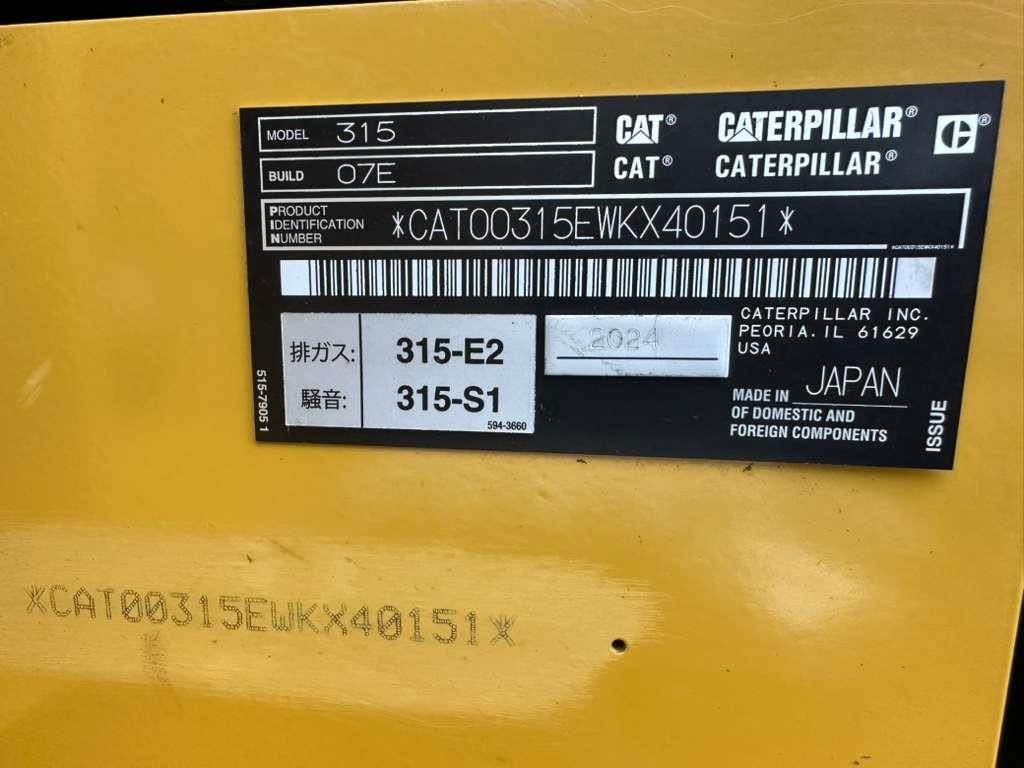 MODEL 315
CAT® CATERPILLAR®
BUILD 07E
CAT® CATERPILLAR®
PRODUCT
IDENTIFICATION
NUMBER
*CAT00315EWKX40151*
*CAT00315EWKX40151*
排ガス: 315-E2
騒音: 315-S1
594-3660
2024
CATERPILLAR INC.
PEORIA. IL 61629
USA
MADE IN JAPAN
OF DOMESTIC AND
FOREIGN COMPONENTS
515-7905 1
ISSUE
*CAT00315EWKX40151*